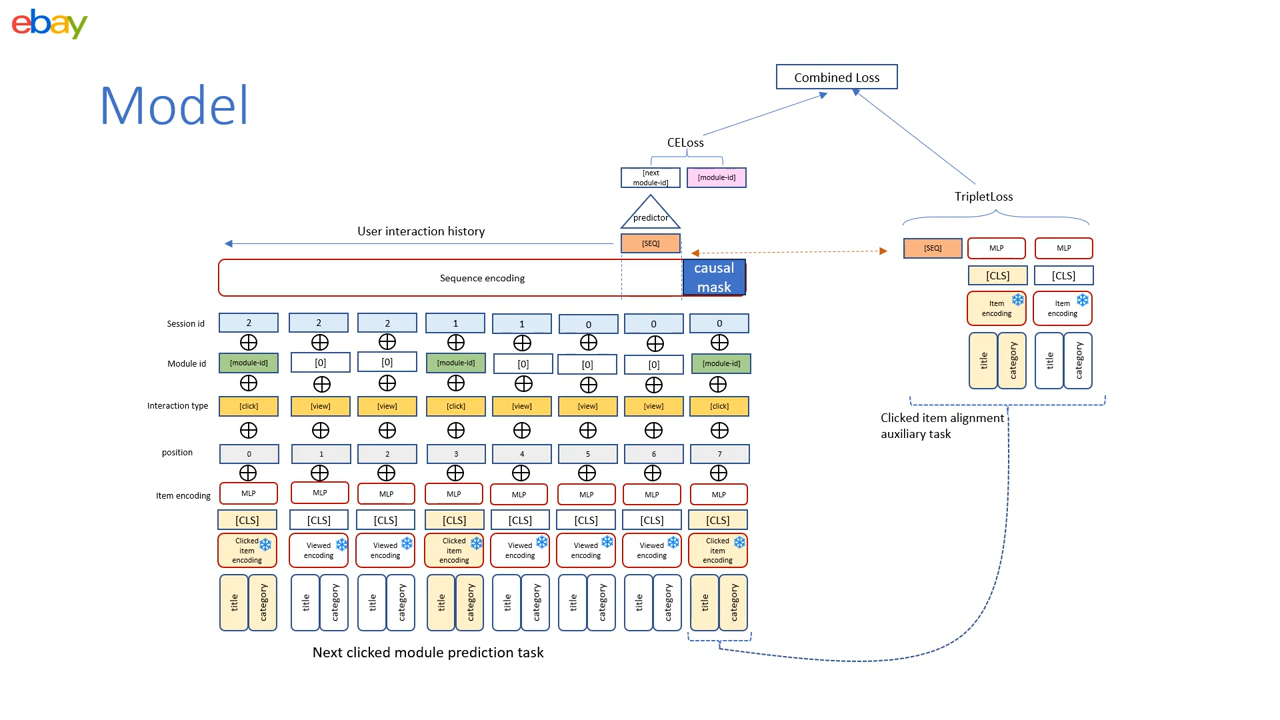 ebay
Model
Combined Loss
CELoss
[next
module-id]
[module-id]
predictor
[SEQ]
User interaction history
Sequence encoding
causal
mask
TripletLoss
[SEQ]
MLP
MLP
[CLS]
[CLS]
Item
encoding
Item
encoding
title
category
title
category
Clicked item alignment
auxiliary task
Session id
2
2
2
1
1
0
0
0
Module id
[module-id]
[0]
[0]
[module-id]
[0]
[0]
[0]
[module-id]
Interaction type
[click]
[view]
[view]
[click]
[view]
[view]
[view]
[click]
position
0
1
2
3
4
5
6
7
Item encoding
MLP
MLP
MLP
MLP
MLP
MLP
MLP
MLP
[CLS]
[CLS]
[CLS]
[CLS]
[CLS]
[CLS]
[CLS]
[CLS]
Clicked
item
encoding
Viewed
encoding
Viewed
encoding
Clicked
item
encoding
Viewed
encoding
Viewed
encoding
Viewed
encoding
Clicked
item
encoding
title
category
title
category
title
category
title
category
title
category
title
category
title
category
title
category
Next clicked module prediction task